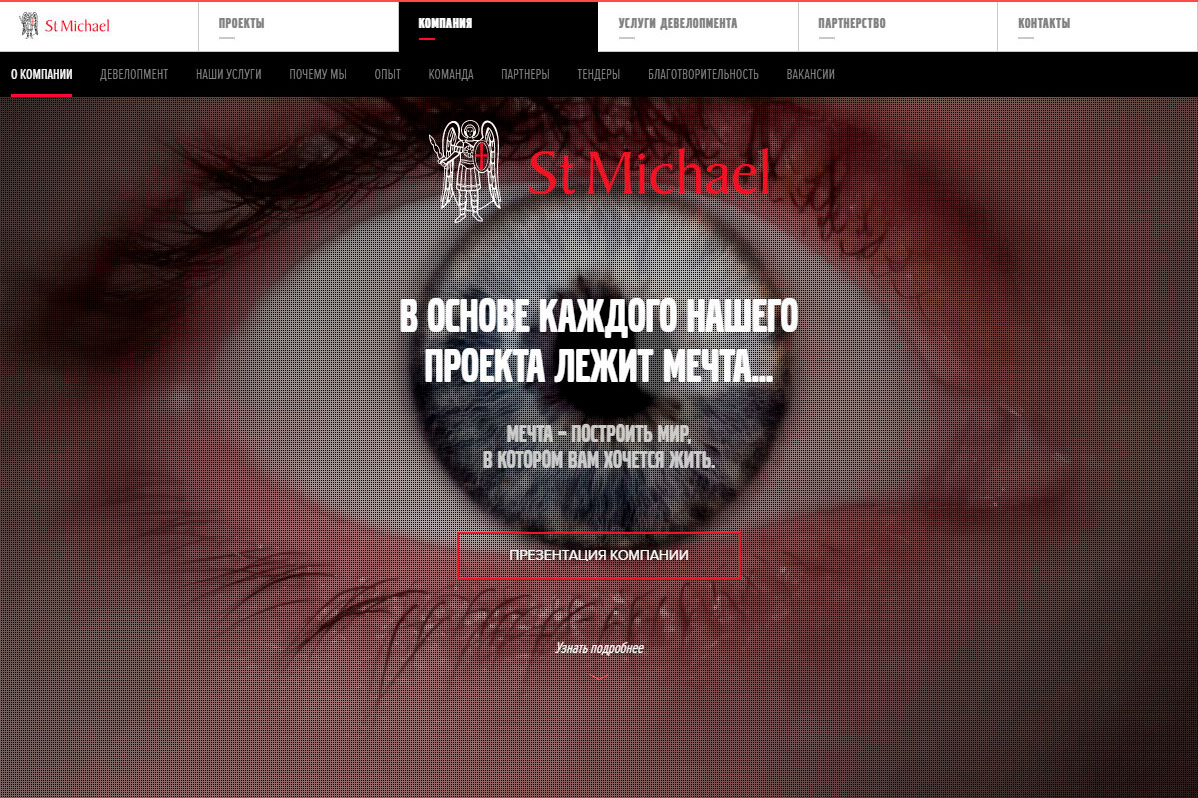 St Michael
ПРОЕКТЫ
КОМПАНИЯ
УСЛУГИ ДЕВЕЛОПМЕНТА
ПАРТНЕРСТВО
КОНТАКТЫ
О КОМПАНИИ
ДЕВЕЛОПМЕНТ
НАШИ УСЛУГИ
ПОЧЕМУ МЫ
ОПЫТ
КОМАНДА
ПАРТНЕРЫ
ТЕНДЕРЫ
БЛАГОТВОРИТЕЛЬНОСТЬ
ВАКАНСИИ
St Michael
В ОСНОВЕ КАЖДОГО НАШЕГО
ПРОЕКТА ЛЕЖИТ МЕЧТА...
МЕЧТА – ПОСТРОИТЬ МИР,
В КОТОРОМ ВАМ ХОЧЕТСЯ ЖИТЬ.
ПРЕЗЕНТАЦИЯ КОМПАНИИ
Узнать подробнее